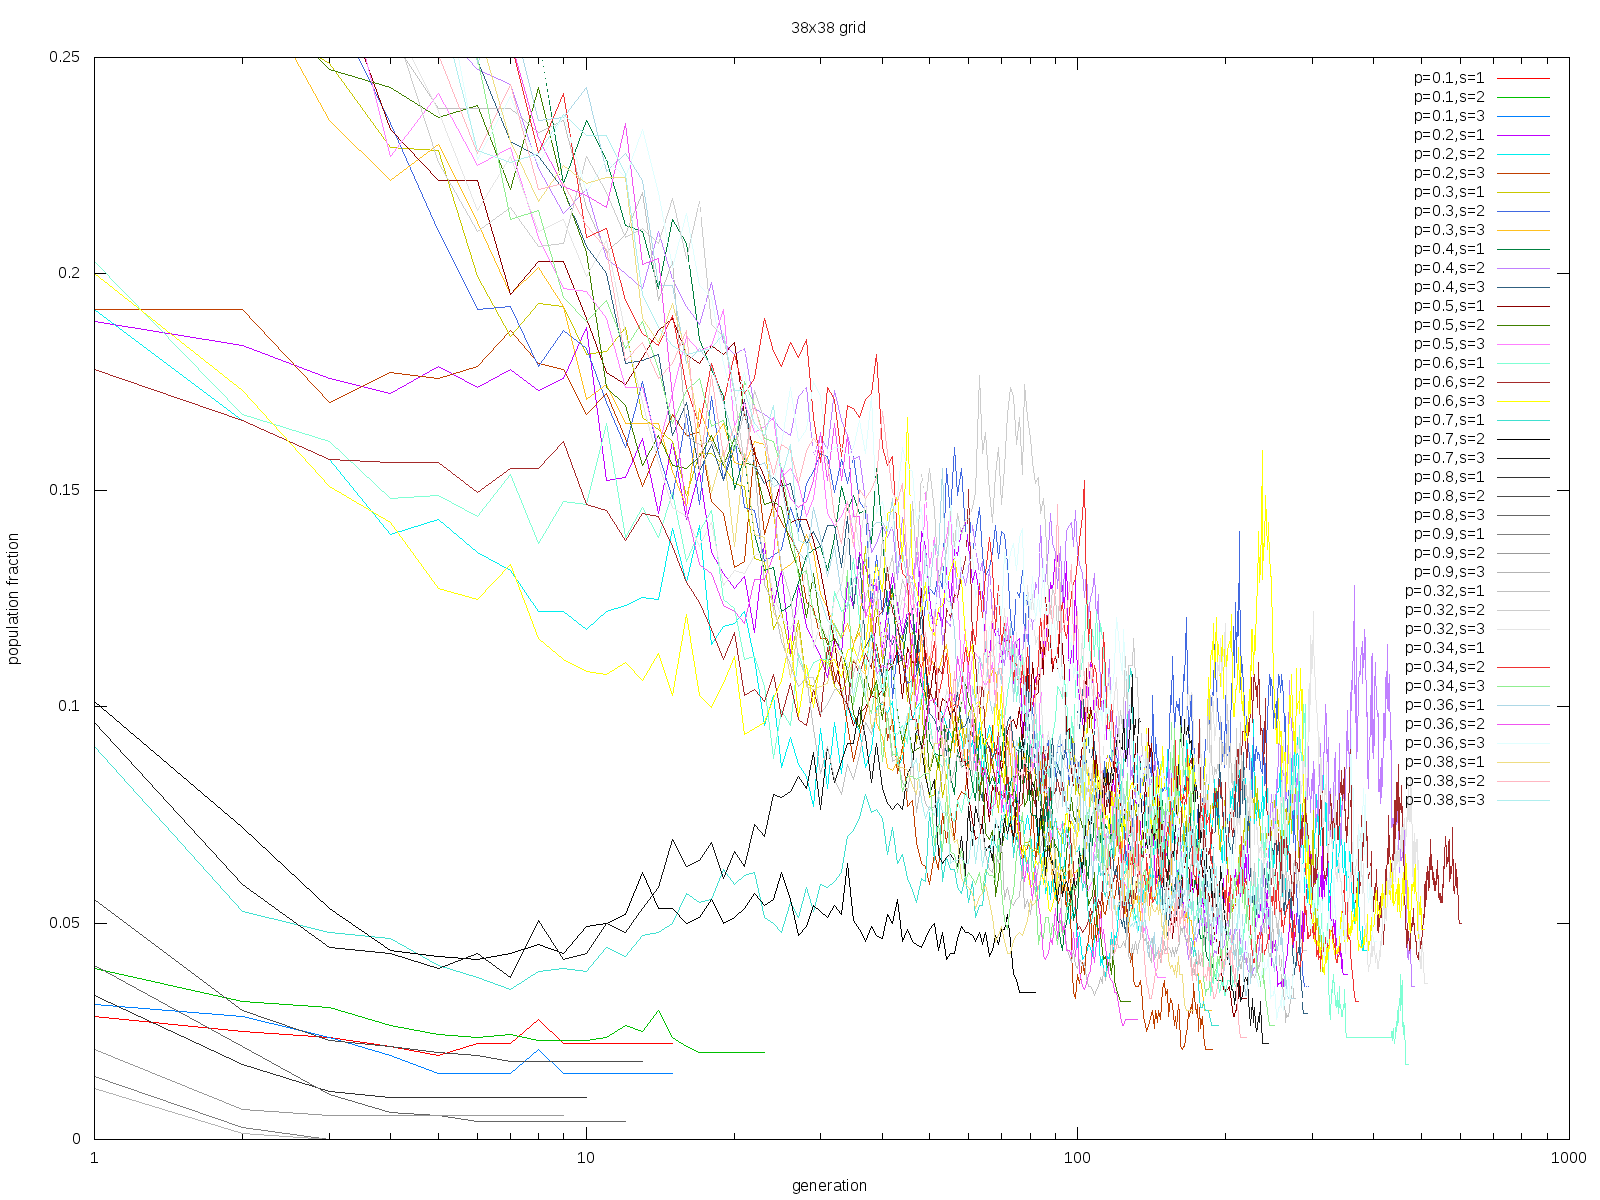 38x38 grid
0.25
0.2
0.15
0.1
0.05
0
population fraction
1
10
100
1000
generation
p=0.1,s=1
p=0.1,s=2
p=0.1,s=3
p=0.2,s=1
p=0.2,s=2
p=0.2,s=3
p=0.3,s=1
p=0.3,s=2
p=0.3,s=3
p=0.4,s=1
p=0.4,s=2
p=0.4,s=3
p=0.5,s=1
p=0.5,s=2
p=0.5,s=3
p=0.6,s=1
p=0.6,s=2
p=0.6,s=3
p=0.7,s=1
p=0.7,s=2
p=0.7,s=3
p=0.8,s=1
p=0.8,s=2
p=0.8,s=3
p=0.9,s=1
p=0.9,s=2
p=0.9,s=3
p=0.32,s=1
p=0.32,s=2
p=0.32,s=3
p=0.34,s=1
p=0.34,s=2
p=0.34,s=3
p=0.36,s=1
p=0.36,s=2
p=0.36,s=3
p=0.38,s=1
p=0.38,s=2
p=0.38,s=3